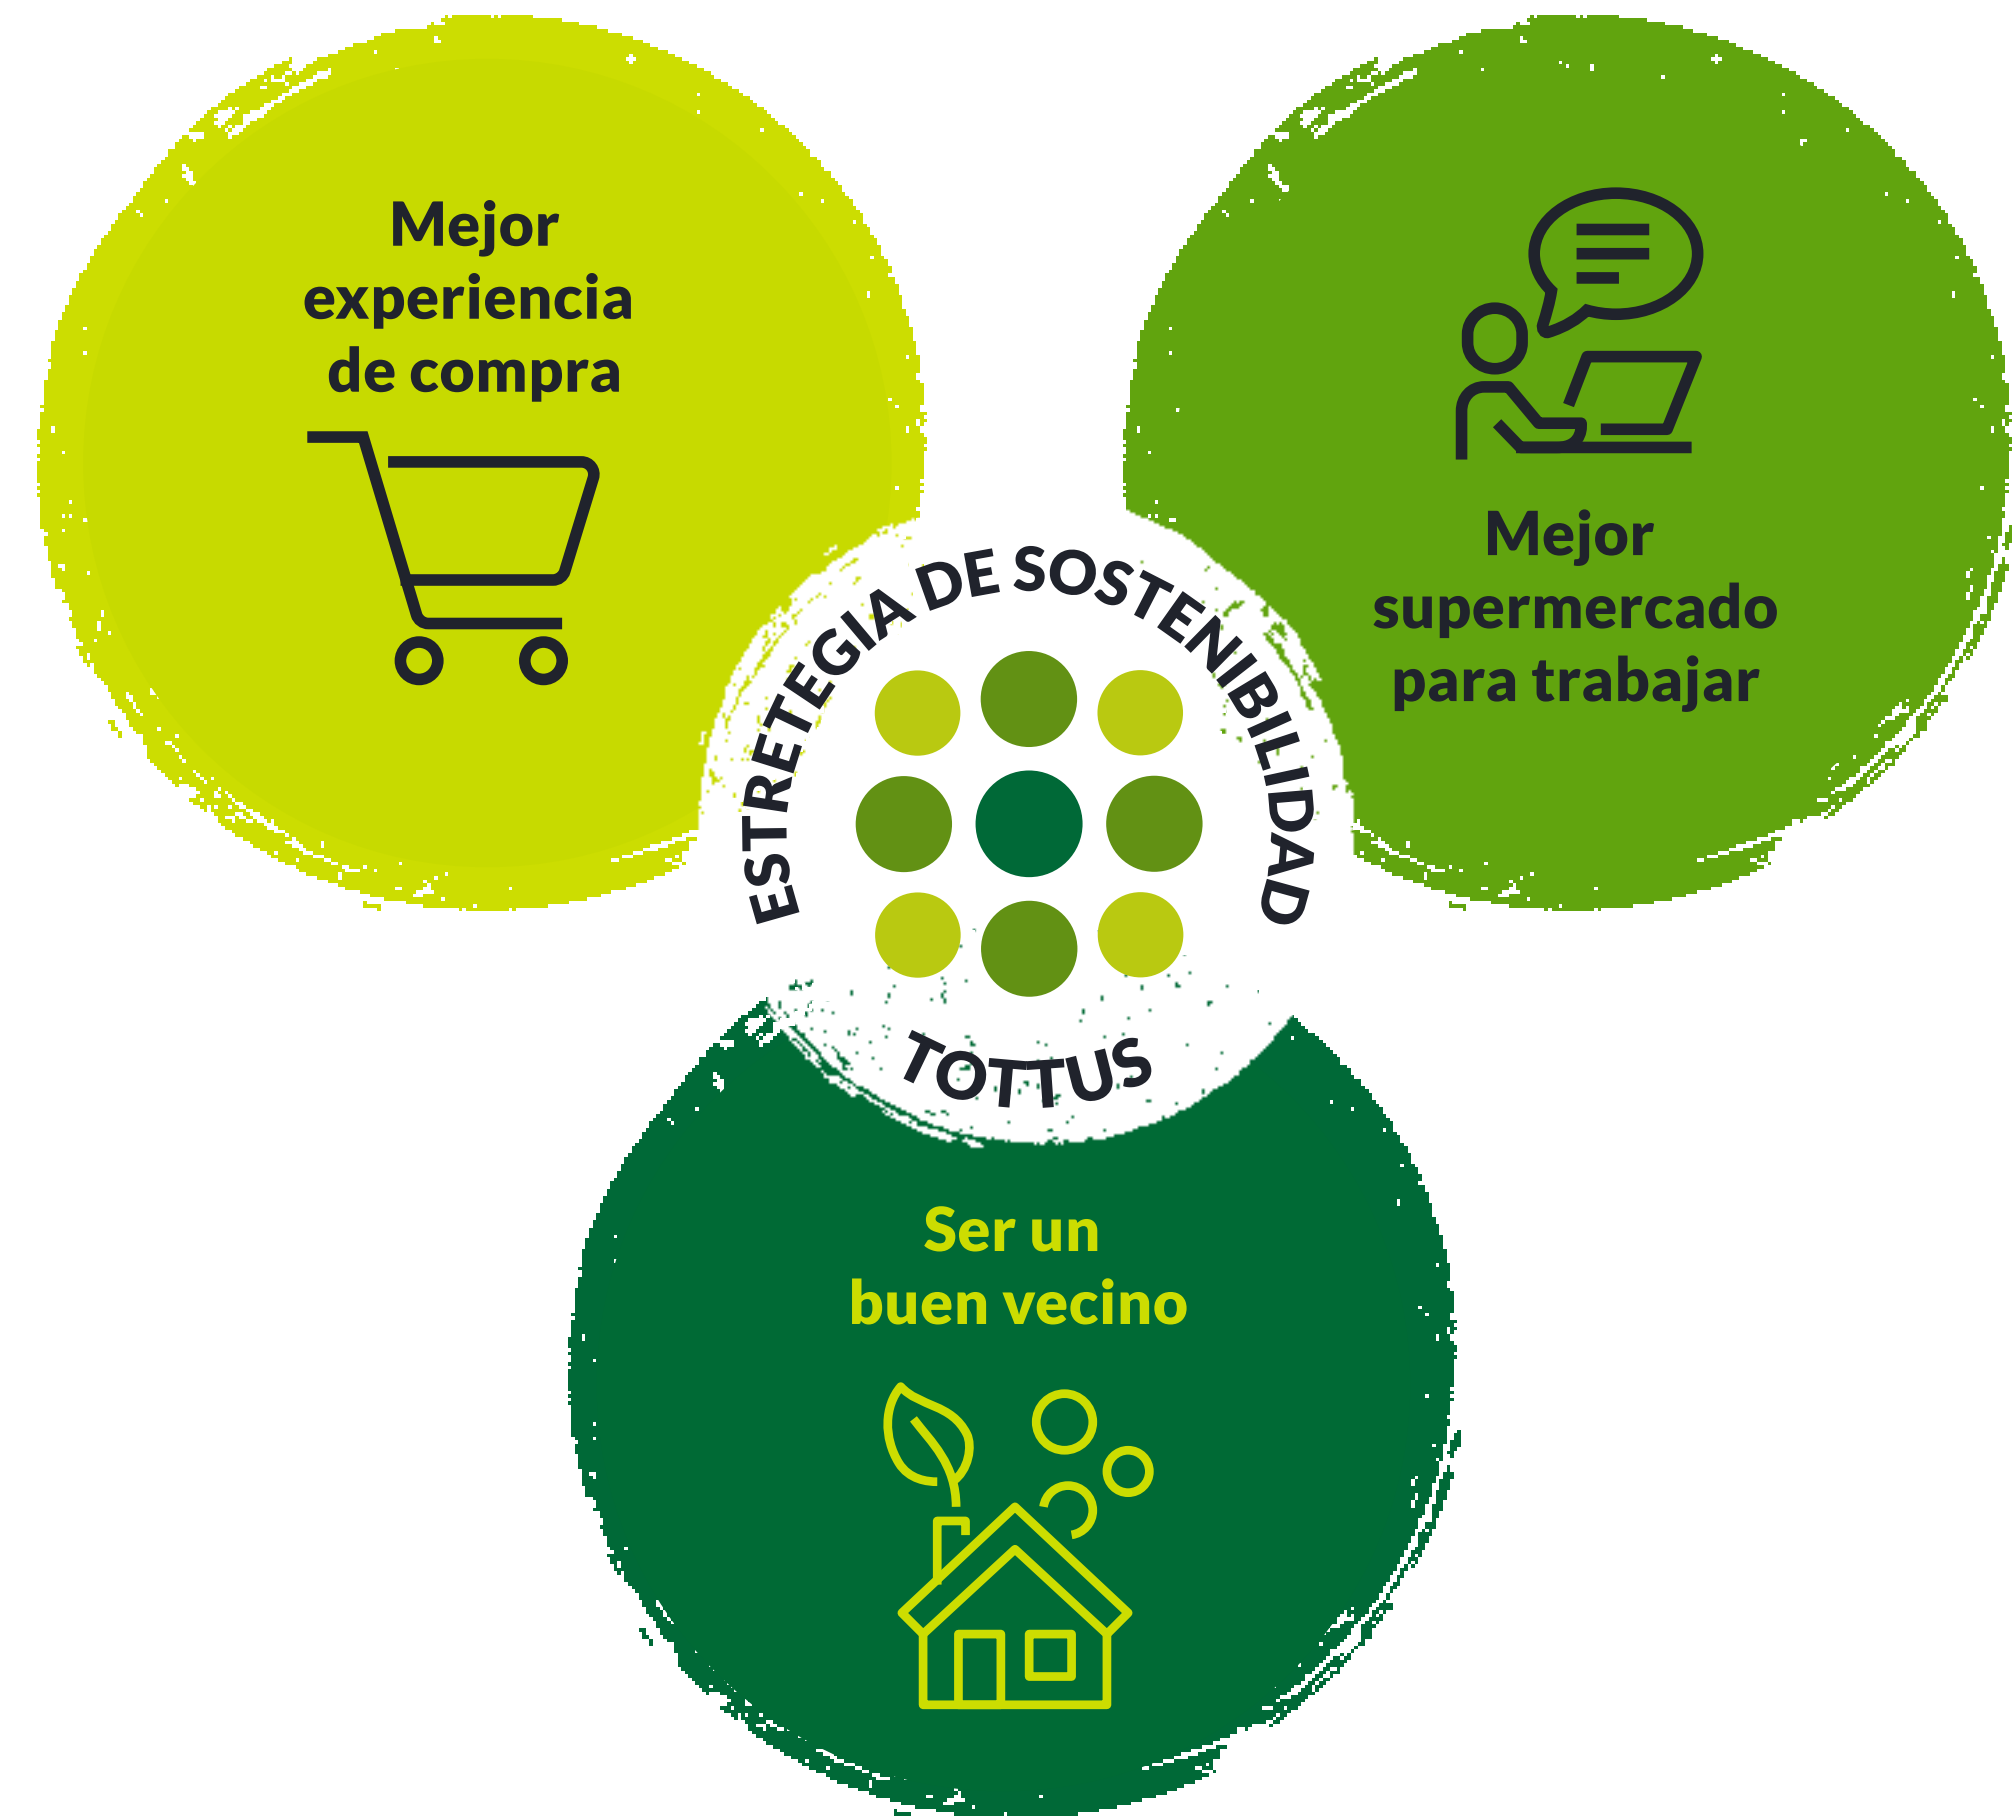 Mejor
experiencia
de compra
Mejor
supermercado
para trabajar
ESTRETEGIA DE SOSTENIBILIDAD
TOTTUS
Ser un
buen vecino